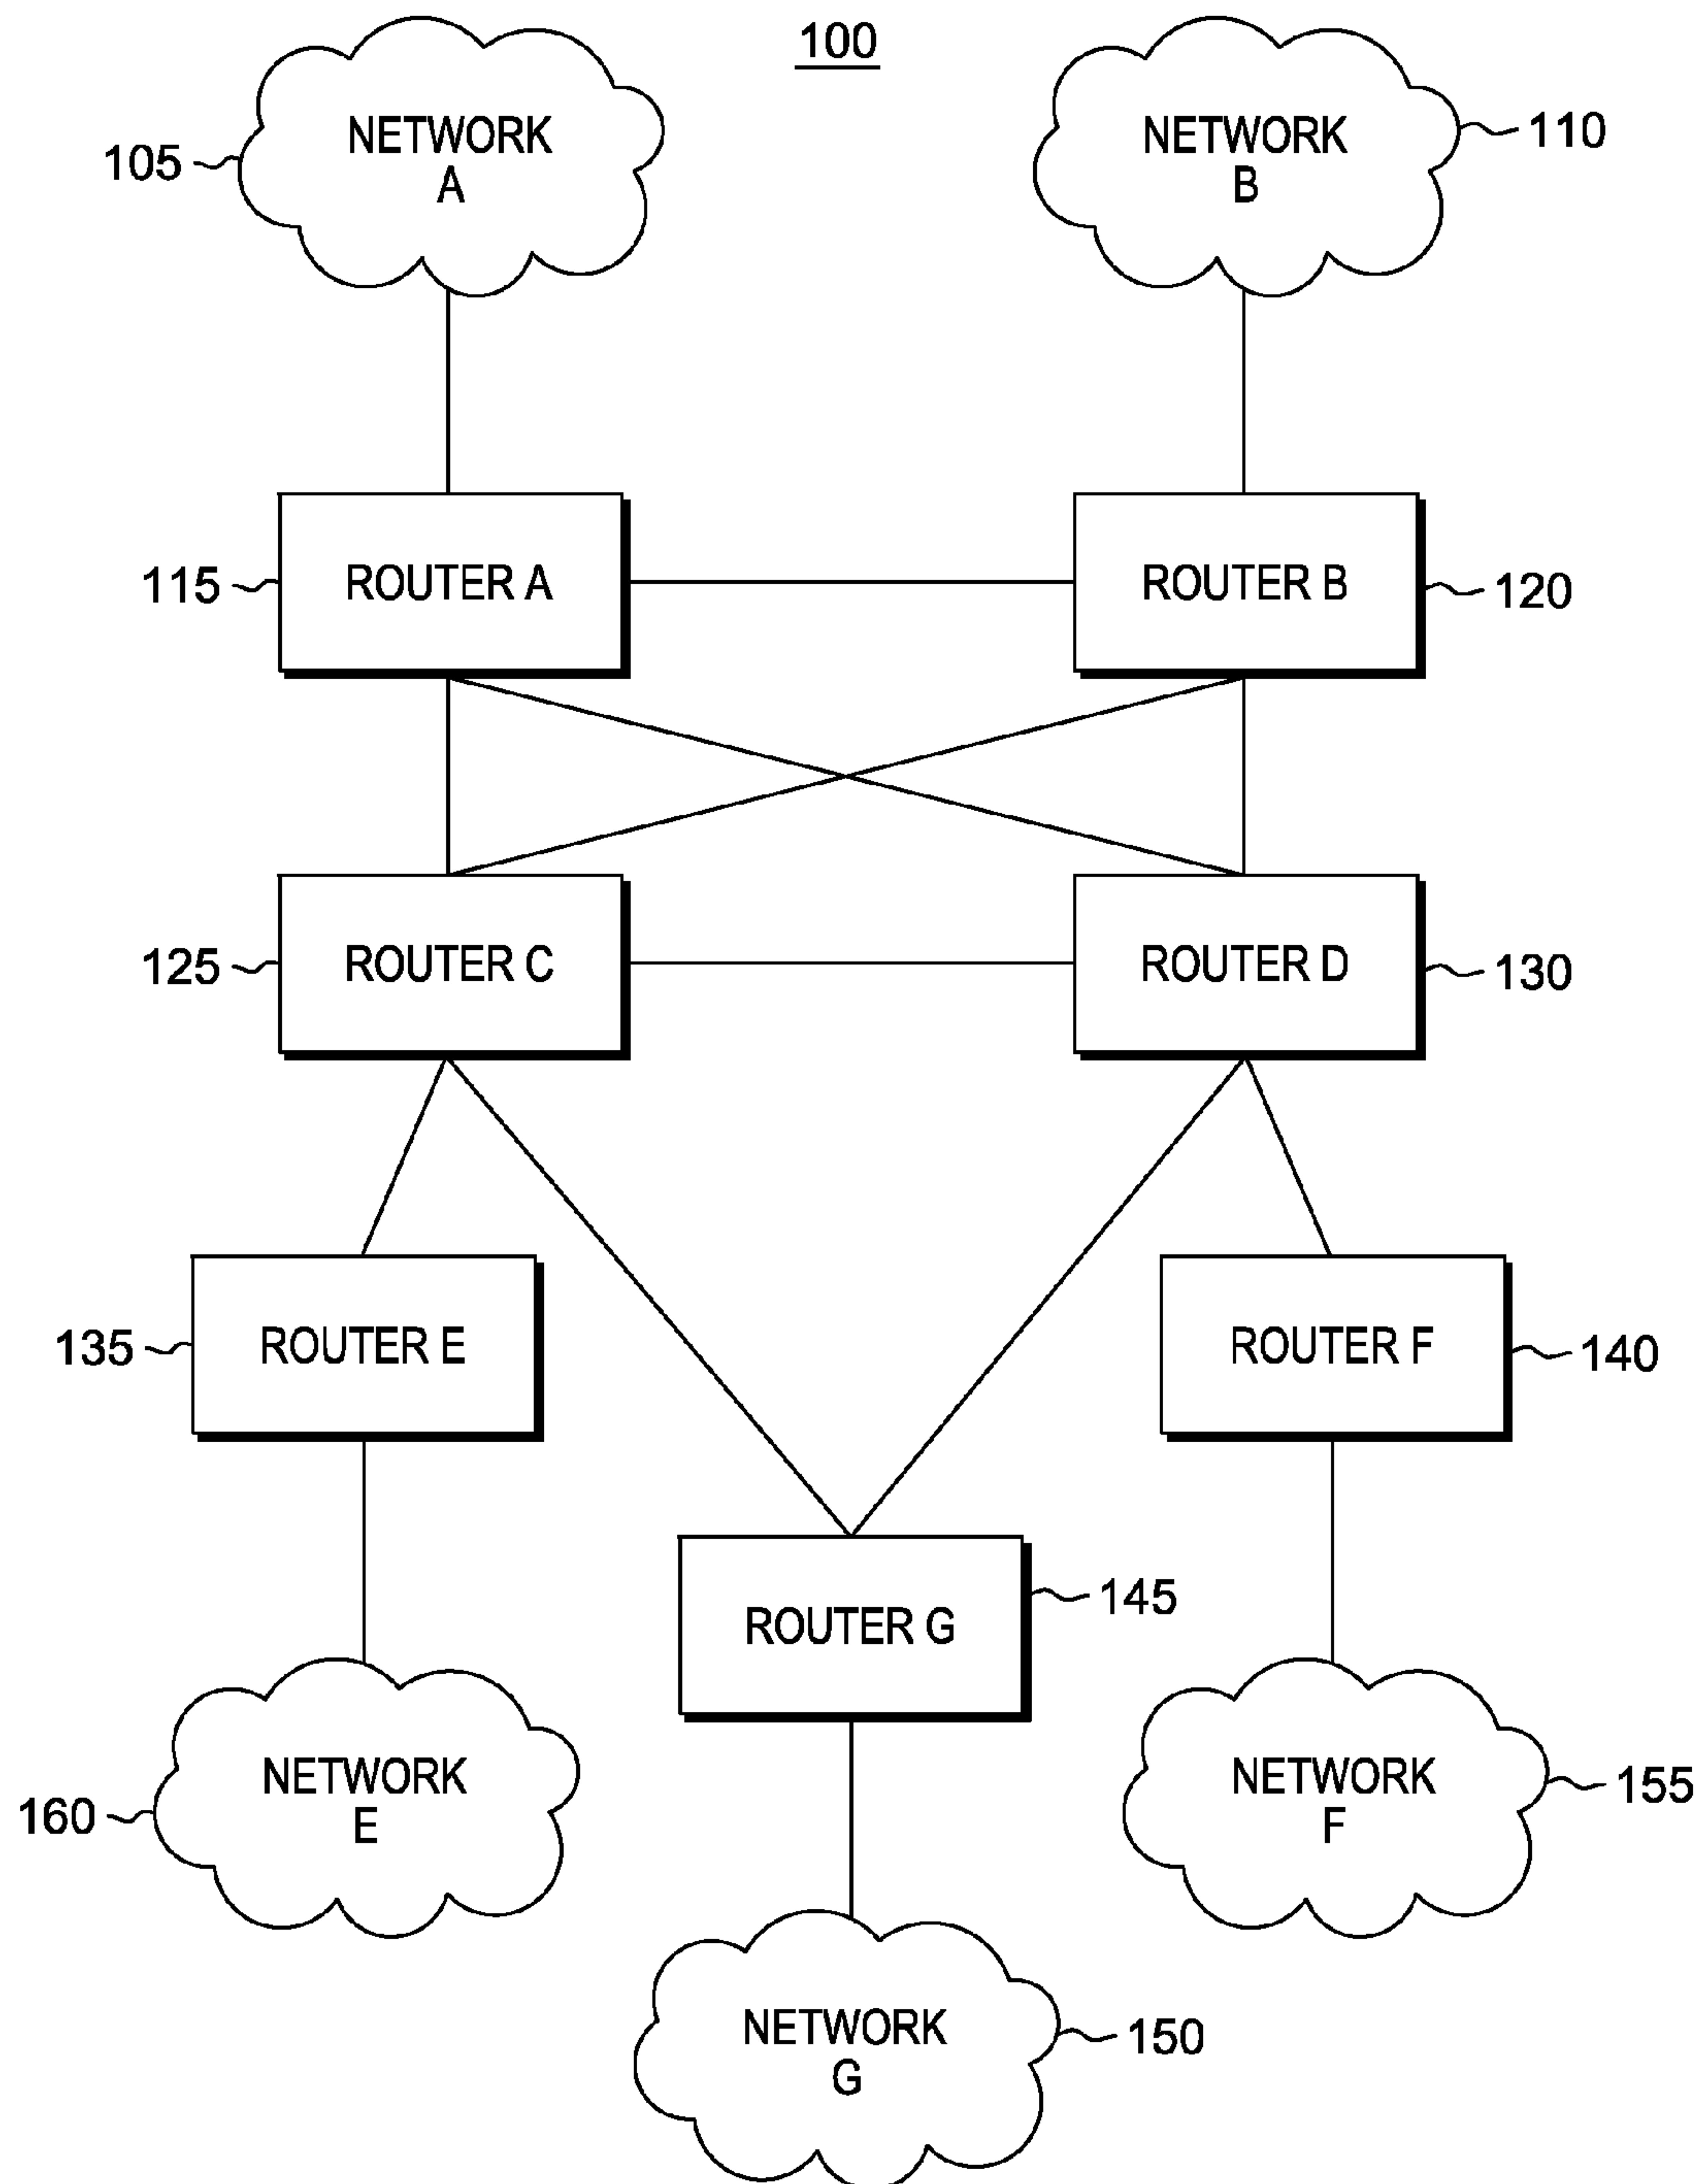 100
NETWORK
A
105
NETWORK
B
110
115
ROUTER A
ROUTER B
120
125
ROUTER C
ROUTER D
130
135
ROUTER E
ROUTER F
140
ROUTER G
145
160
NETWORK
E
NETWORK
F
155
NETWORK
G
150